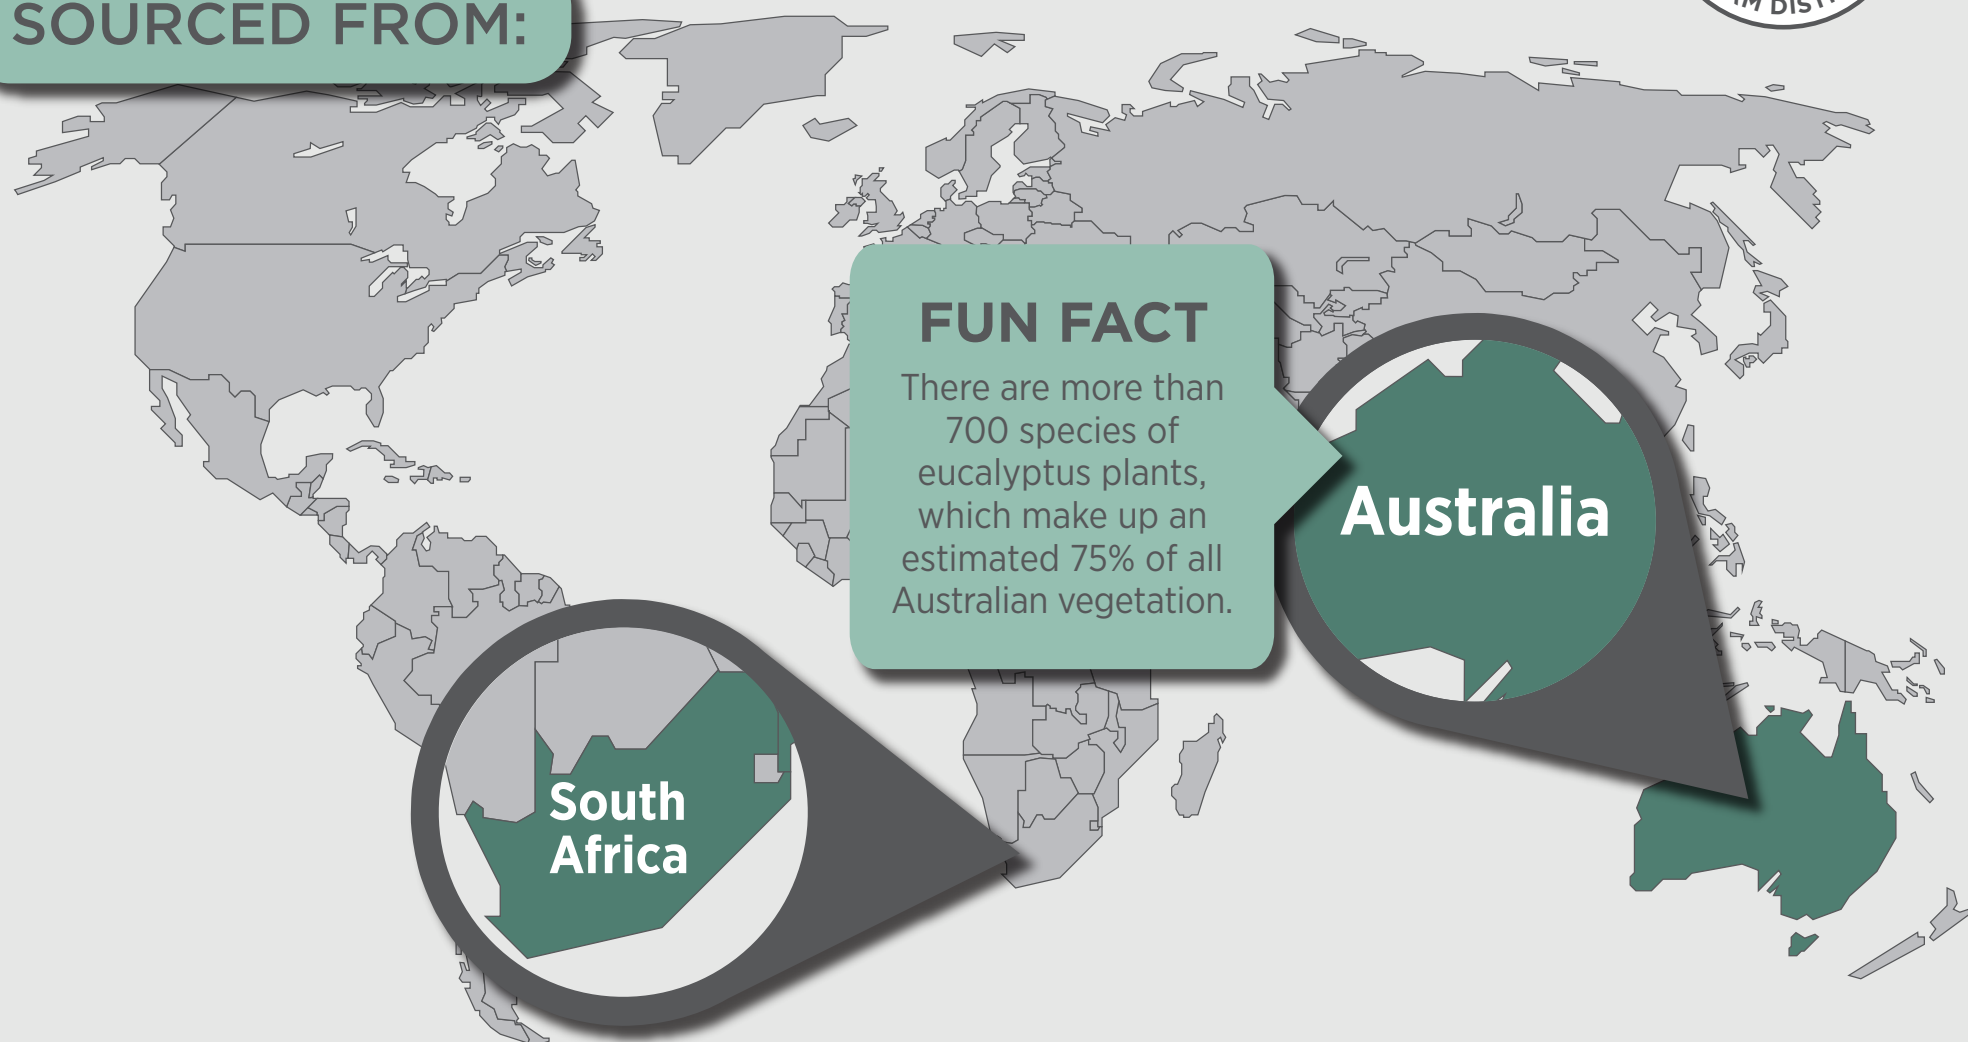 SOURCED FROM:
FUN FACT
There are more than
700 species of
eucalyptus plants,
which make up an
estimated 75% of all
Australian vegetation.
Australia
South
Africa